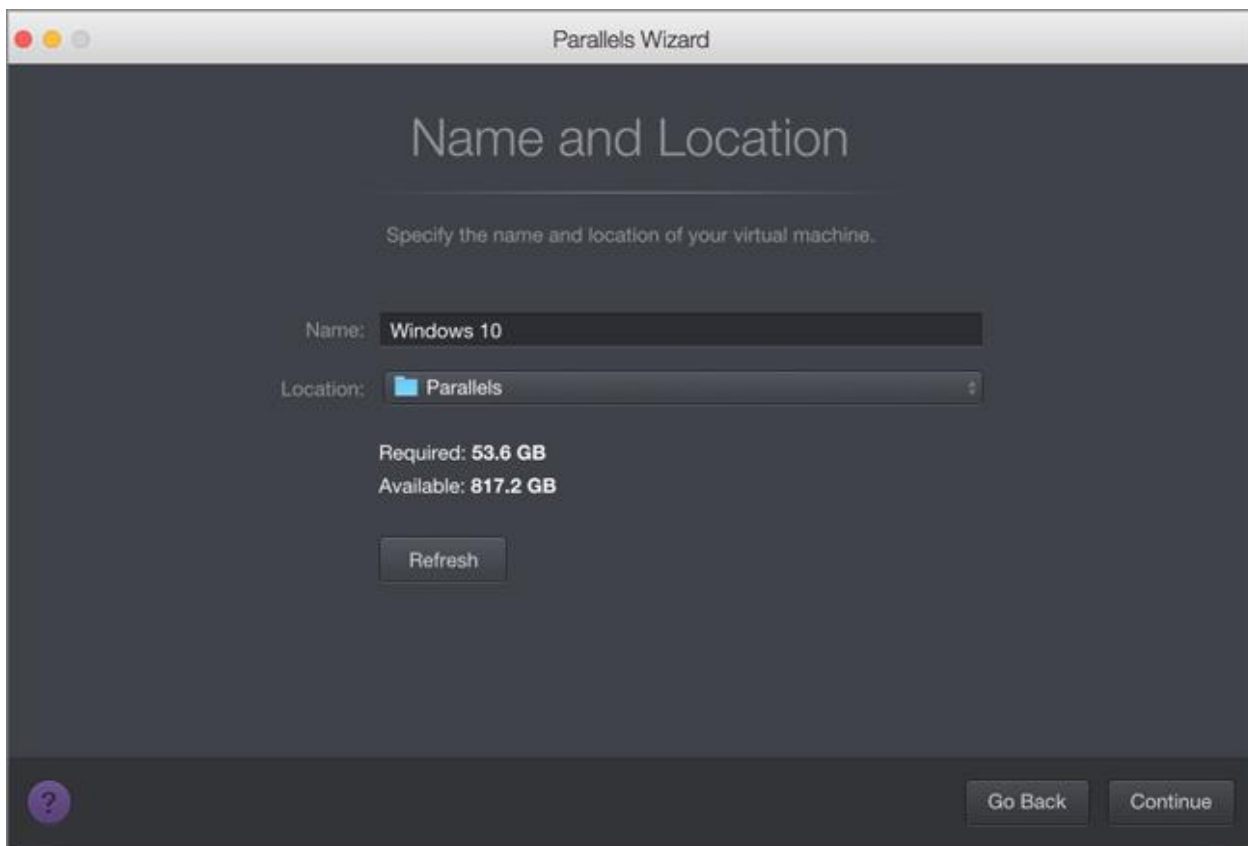 Parallels Wizard
Name and Location
Specify the name and location of your virtual machine.
Name: Windows 10
Location: Parallels
Required: 53.6 GB
Available: 817.2 GB
Refresh
? Go Back Continue